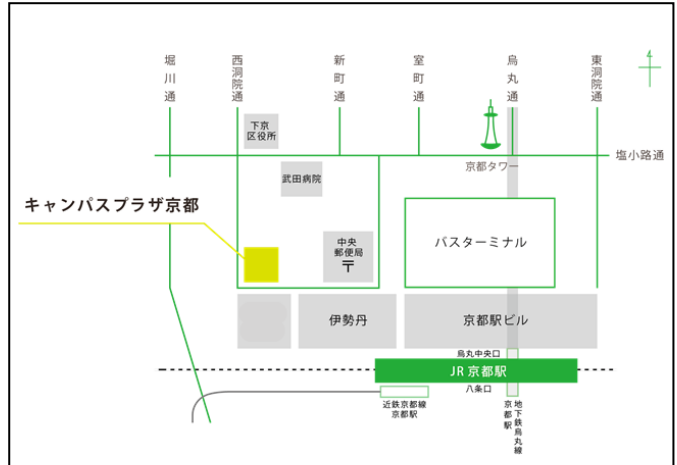 堀川通
西洞院通
新町通
室町通
烏丸通
東洞院通
下京
区役所
塩小路通
京都タワー
武田病院
キャンパスプラザ京都
中央
郵便局
〒
バスターミナル
伊勢丹
京都駅ビル
烏丸中央口
JR 京都駅
八条口
近鉄京都線
京都駅
地下鉄烏丸線
京都駅